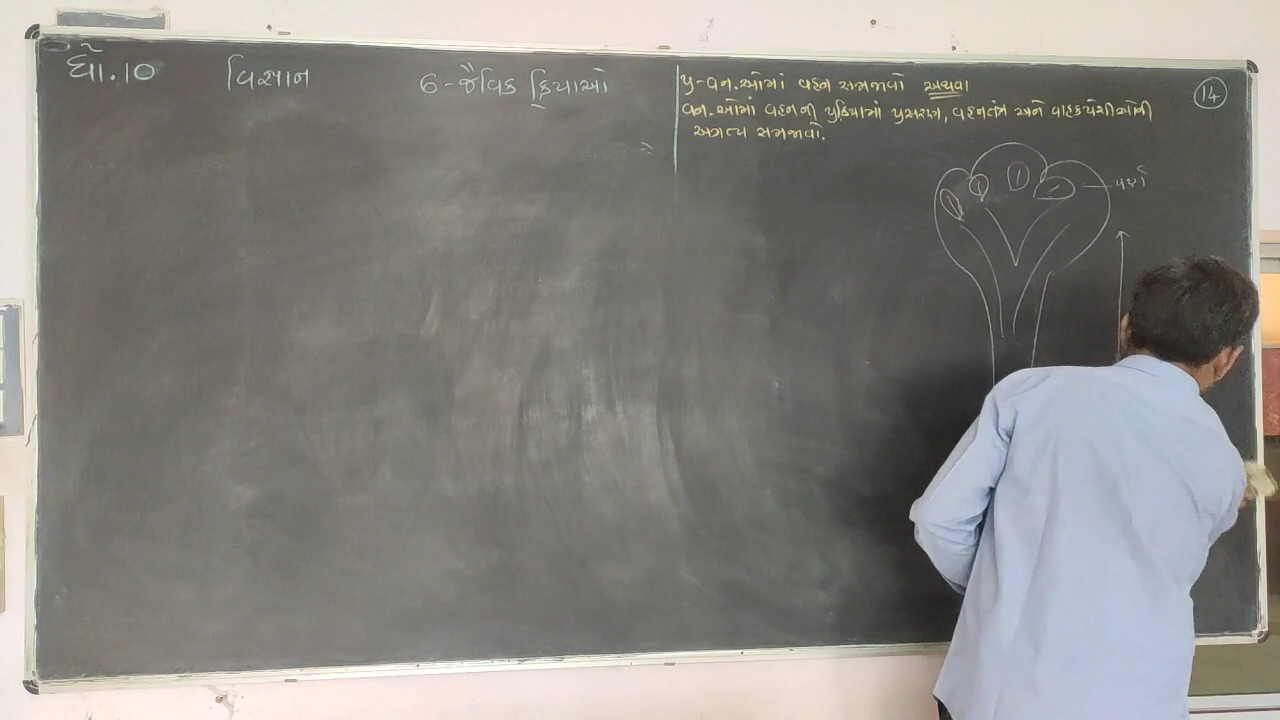 ધો.10 વિજ્ઞાન 6-જૈવિક ક્રિયાઓ
પ્ર-વન.ઓમાં વહન સમજાવો અથવા
14
વન.ઓમાં વહનની પ્રક્રિયામાં પ્રસરણ, વહનતંત્ર અને વાહકપેશીઓની
અગત્ય સમજાવો.
પર્ણો